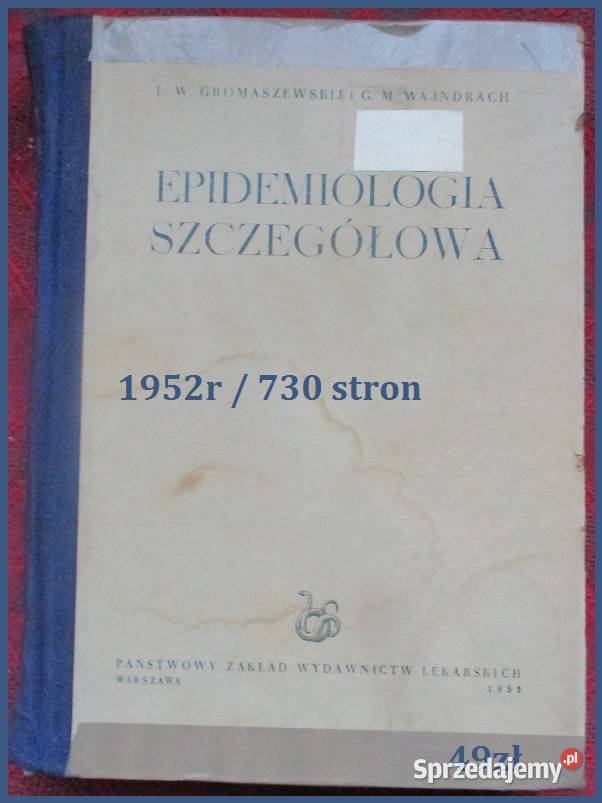 L. W. GROMASZEWSKIJ i G. M. WAJNDRACH
EPIDEMIOLOGIA
SZCZEGÓŁOWA
1952r / 730 stron
PAŃSTWOWY ZAKŁAD WYDAWNICTW LEKARSKICH
WARSZAWA 1952
49zł
Sprzedajemy.pl